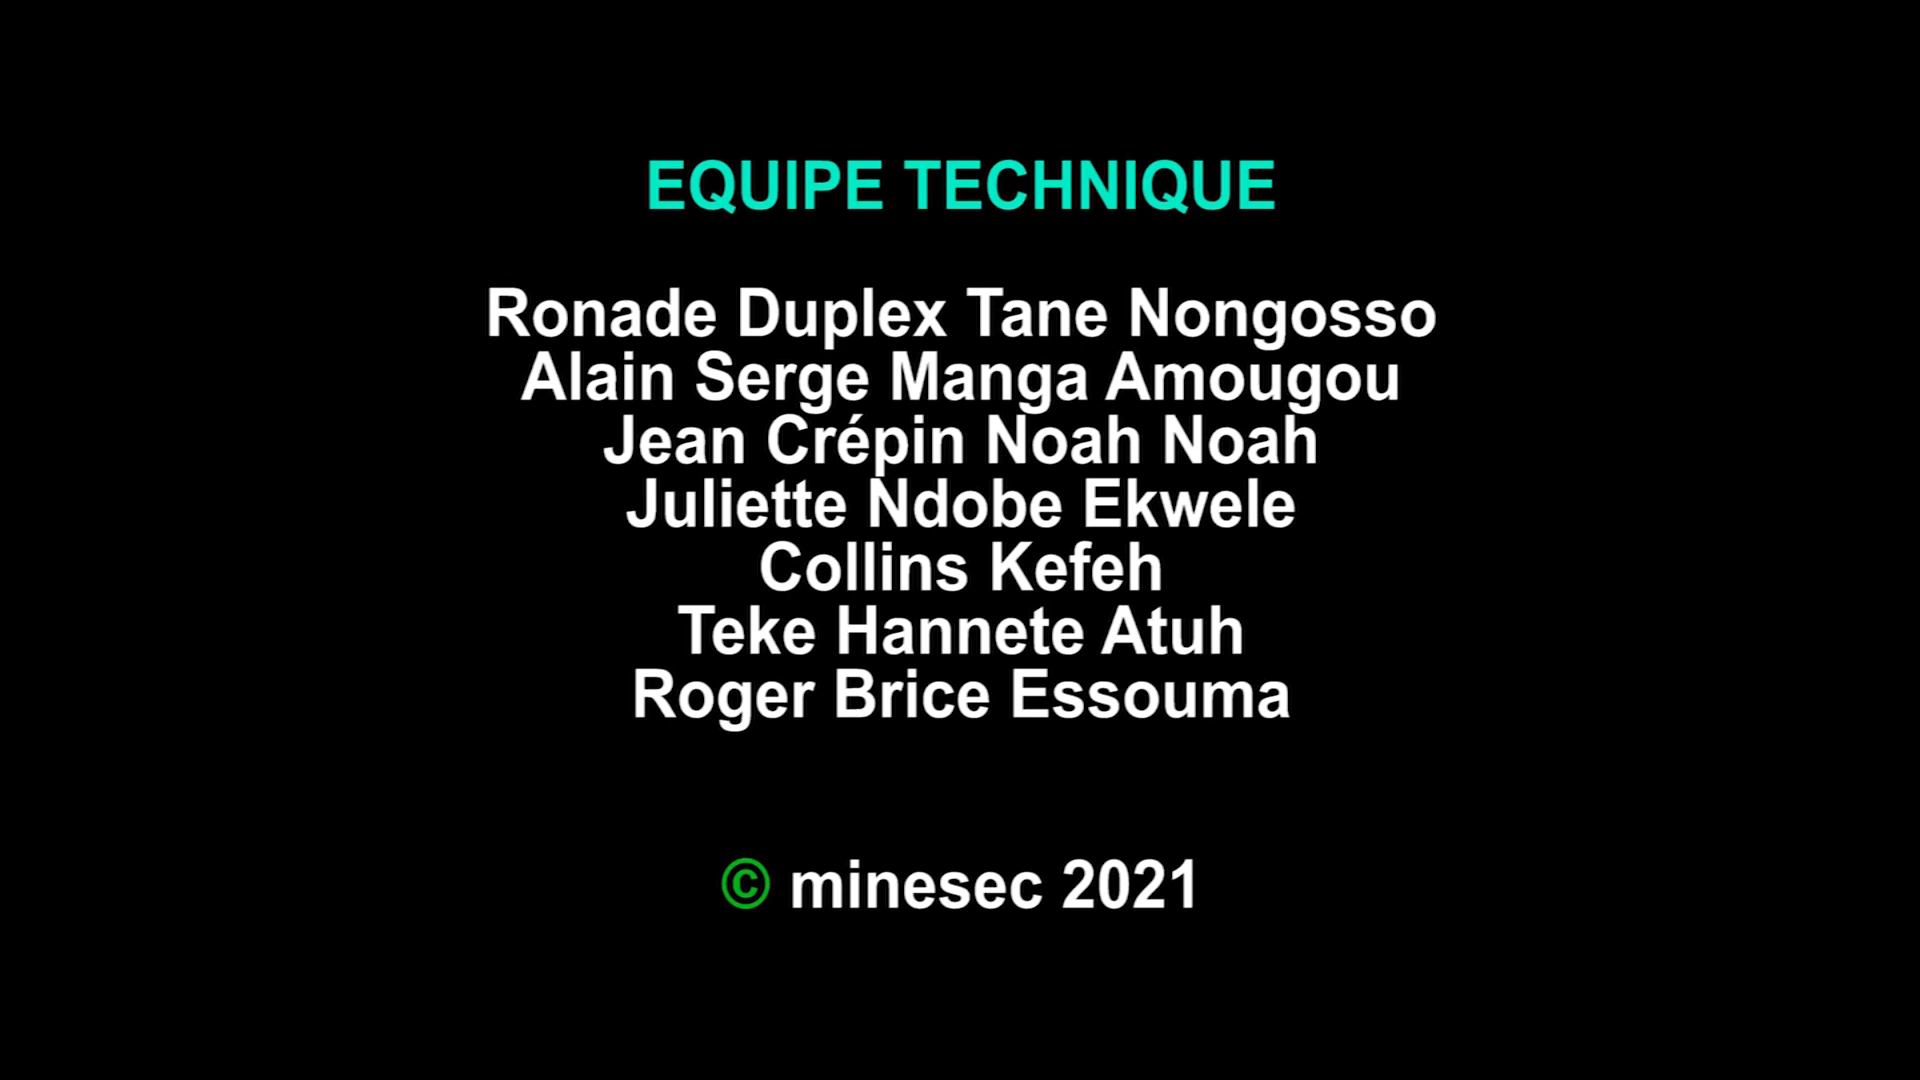 EQUIPE TECHNIQUE
Ronade Duplex Tane Nongosso
Alain Serge Manga Amougou
Jean Crépin Noah Noah
Juliette Ndobe Ekwele
Collins Kefeh
Teke Hannete Atuh
Roger Brice Essouma
© minesec 2021